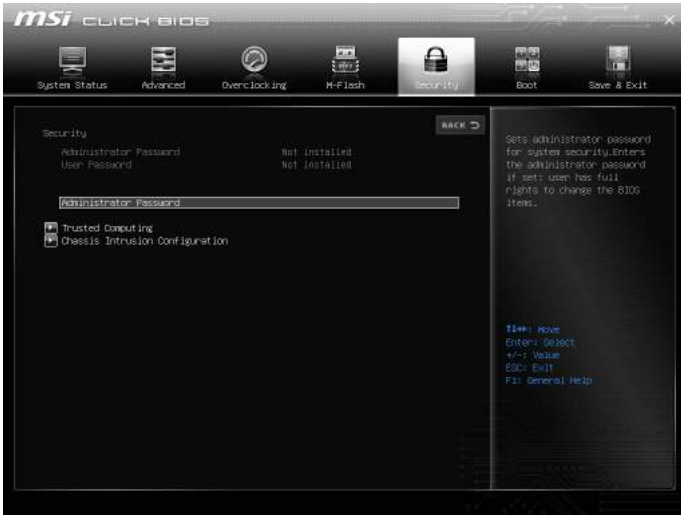 msi CLICK BIOS
System Status
Advanced
Overclocking
M-Flash
Security
Boot
Save & Exit
BACK
Security
Administrator Password Not installed
User Password Not installed
Administrator Password
Trusted Computing
Chassis Intrusion Configuration
Sets administrator password
for system security.Enters
the administrator password
if set: user has full
rights to change the BIOS
items.
↑↓↔: Move
Enter: Select
+/-: Value
ESC: Exit
F1: General Help